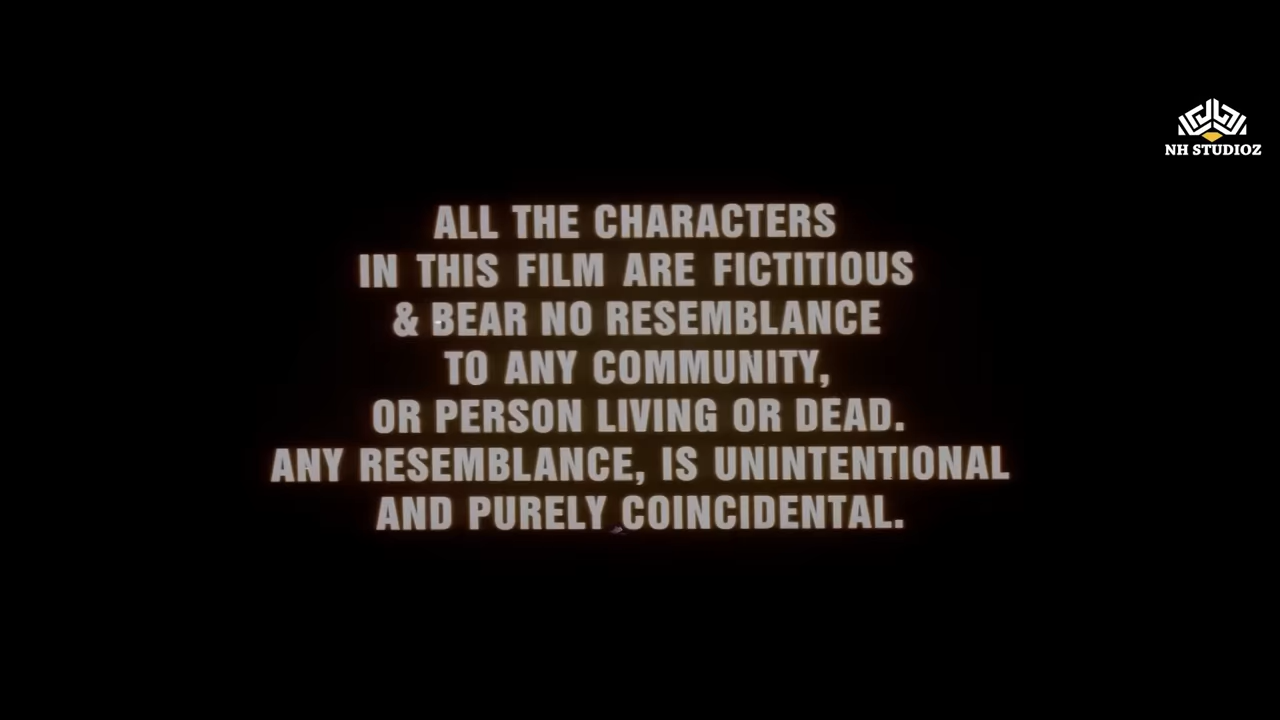 NH STUDIOZ
ALL THE CHARACTERS
IN THIS FILM ARE FICTITIOUS
& BEAR NO RESEMBLANCE
TO ANY COMMUNITY,
OR PERSON LIVING OR DEAD.
ANY RESEMBLANCE, IS UNINTENTIONAL
AND PURELY COINCIDENTAL.